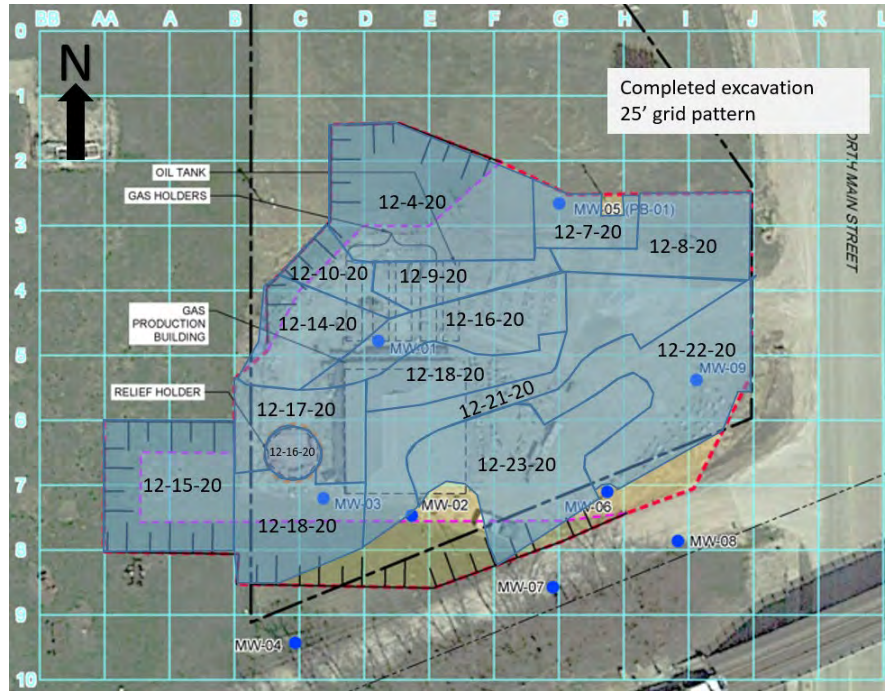 BB AA A B C D E F G H I J K L
0
N
1
Completed excavation
25' grid pattern
2
OIL TANK
GAS HOLDERS
12-4-20
MW-05 (PB-01)
3
12-7-20
12-8-20
NORTH MAIN STREET
12-10-20
12-9-20
4
GAS
PRODUCTION
BUILDING
12-14-20
12-16-20
MW-01
5
12-18-20
12-22-20
MW-09
RELIEF HOLDER
12-17-20
12-21-20
6
12-16-20
12-23-20
7
12-15-20
MW-03
MW-02
MW-06
12-18-20
8
MW-08
MW-07
9
MW-04
10